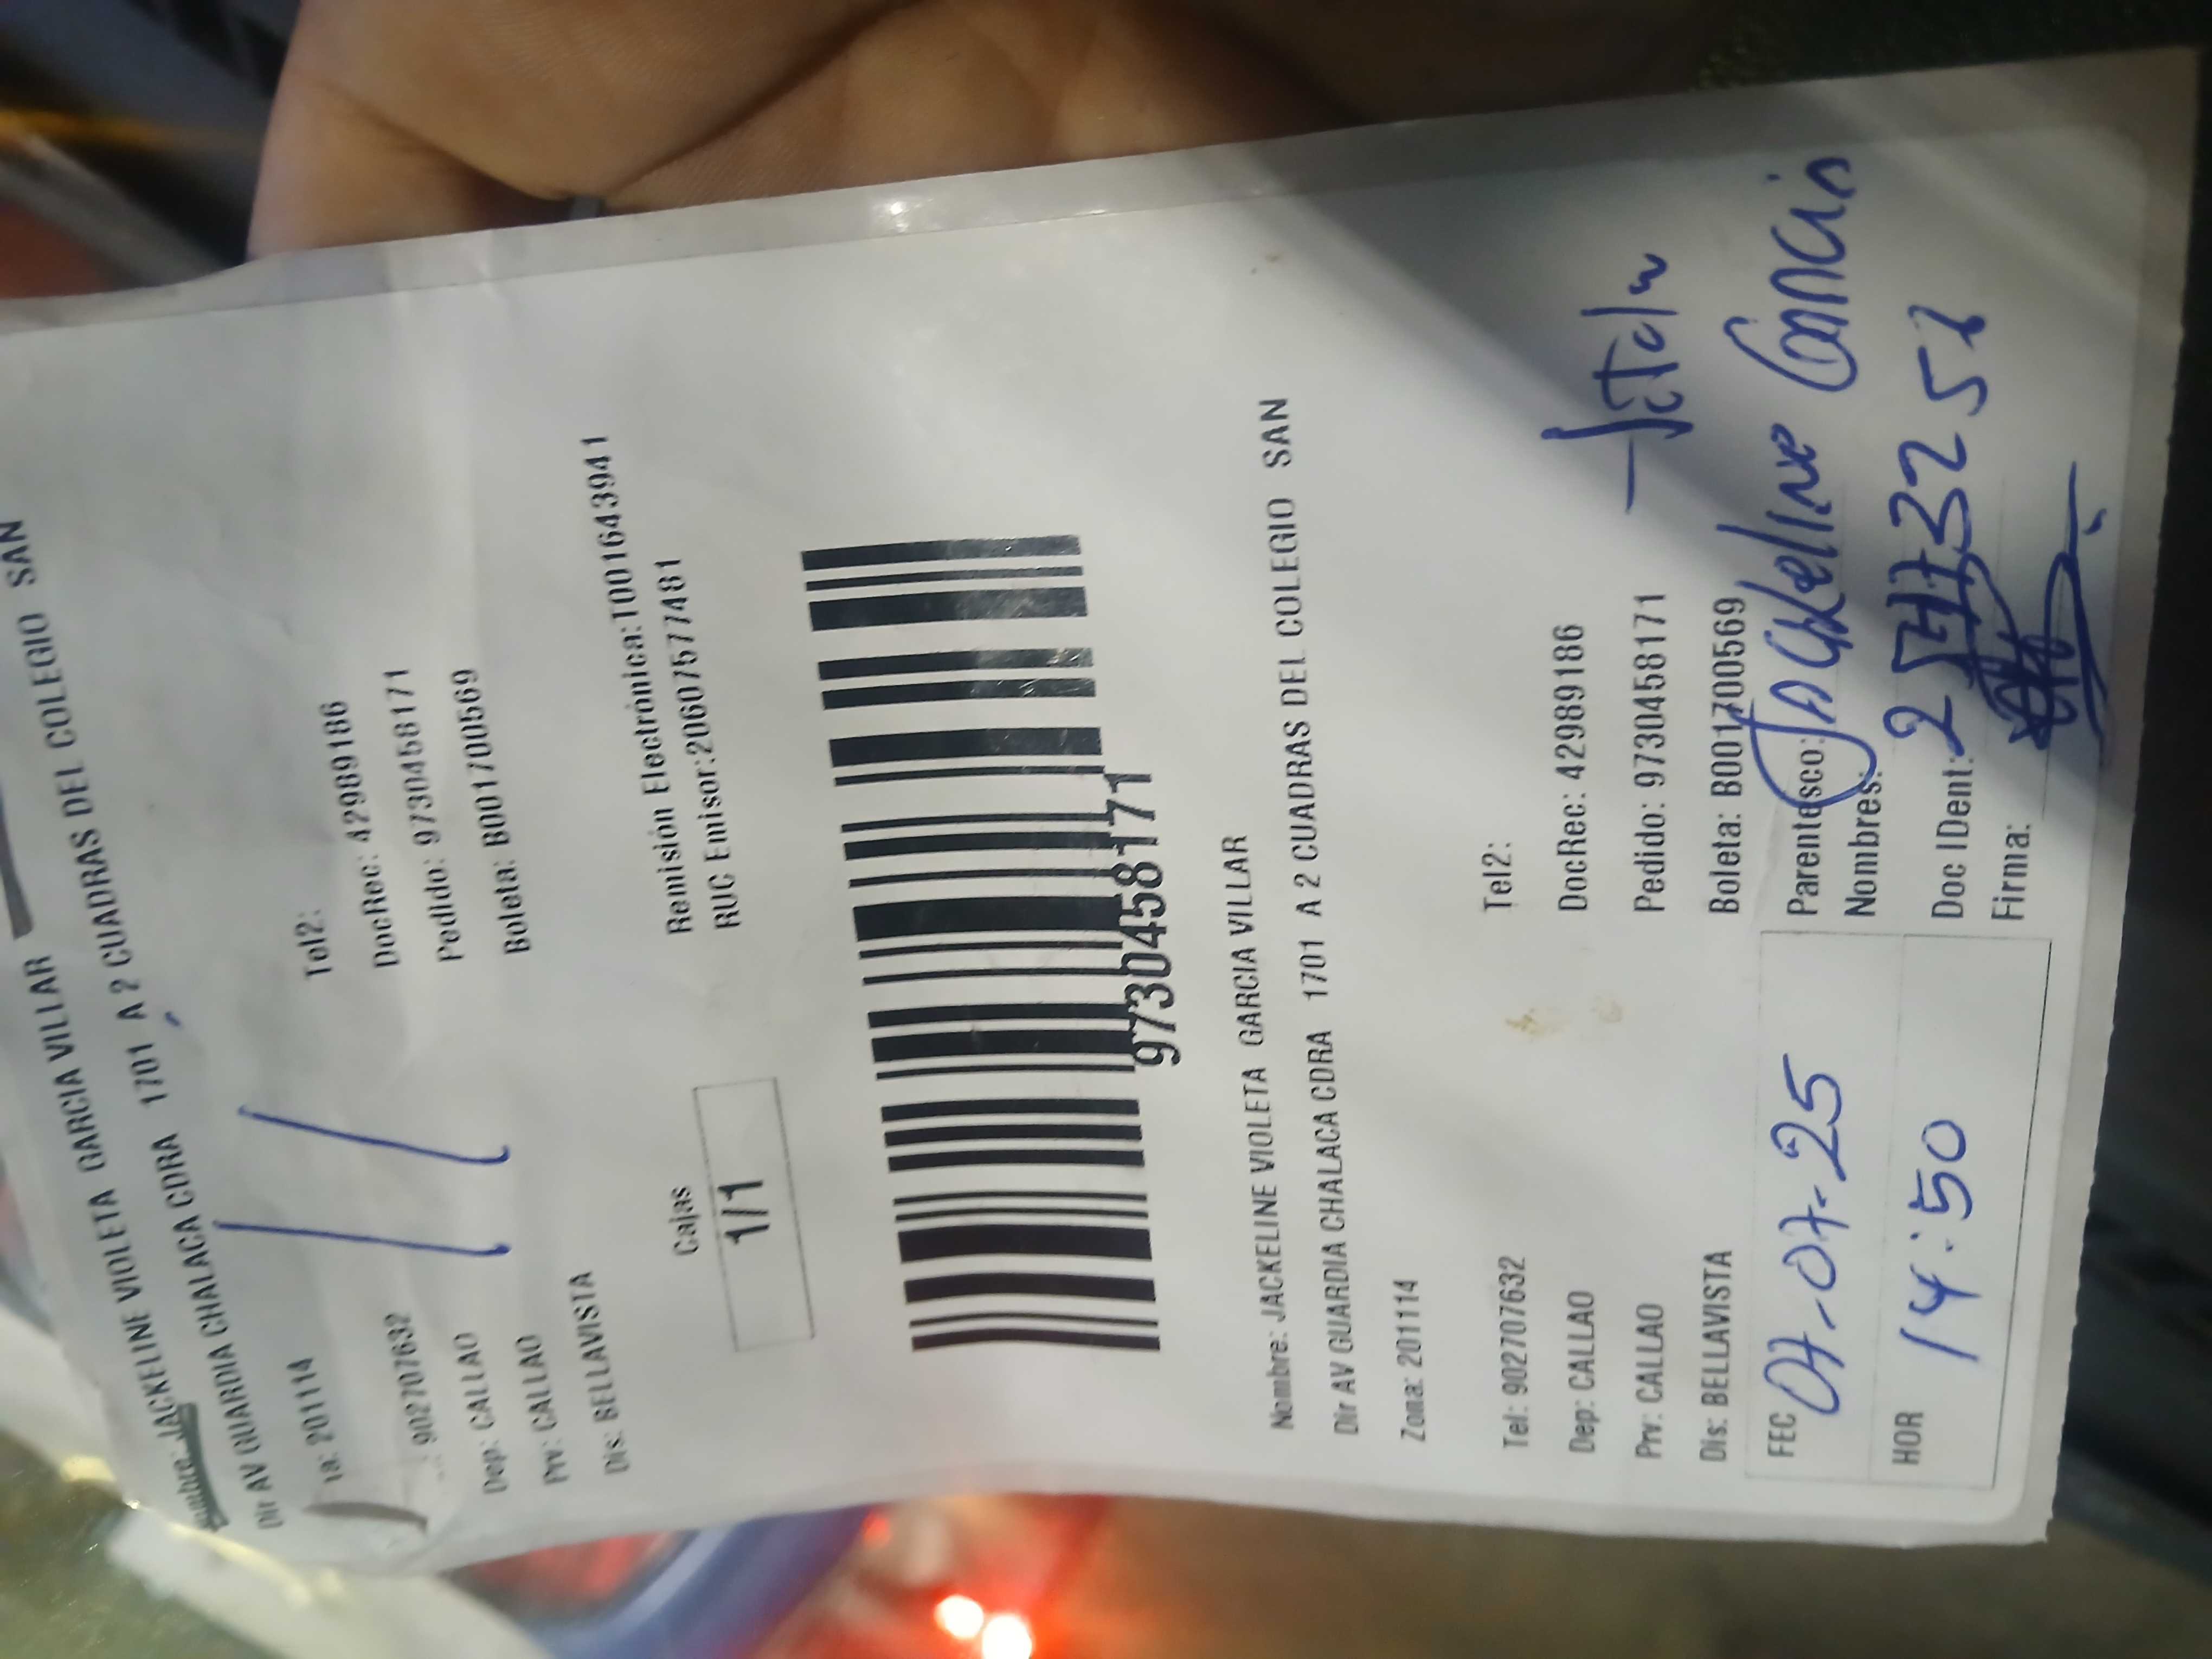 Nombre: JACKELINE VIOLETA GARCIA VILLAR
Dir AV GUARDIA CHALACA CDRA 1701 A 2 CUADRAS DEL COLEGIO SAN
201114
902707632
Tel2:
Dep: CALLAO
DocRec: 42989186
Prv: CALLAO
Pedido: 9730458171
Dis: BELLAVISTA
Boleta: B001700569
Cajas
1/1
Remisión Electrónica:T001643941
RUC Emisor:20607577481
9730458171
Nombre: JACKELINE VIOLETA GARCIA VILLAR
Dir AV GUARDIA CHALACA CDRA 1701 A 2 CUADRAS DEL COLEGIO SAN
Zona: 201114
Tel: 902707632
Tel2:
Dep: CALLAO
DocRec: 42989186
Prv: CALLAO
Pedido: 9730458171
Dis: BELLAVISTA
Boleta: B001700569
FEC 07-07-25
Parentesco:
Nombres:
HOR 14:50
Doc IDent:
Firma: